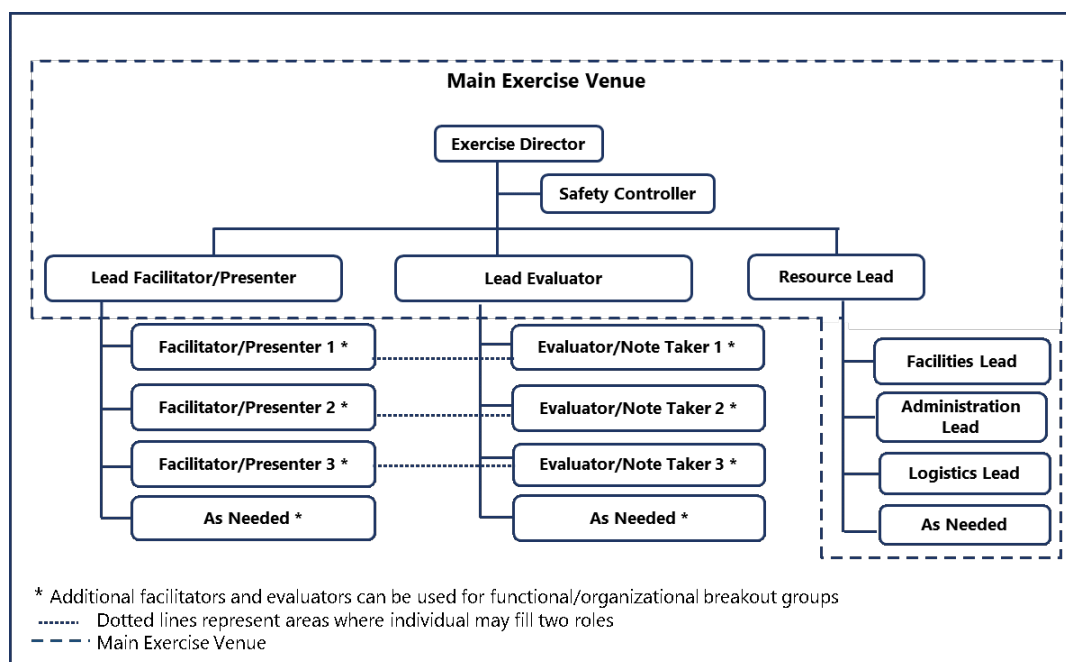 Main Exercise Venue
Exercise Director
Safety Controller
Lead Facilitator/Presenter
Lead Evaluator
Resource Lead
Facilitator/Presenter 1 *
Evaluator/Note Taker 1 *
Facilities Lead
Facilitator/Presenter 2 *
Evaluator/Note Taker 2 *
Administration
Lead
Facilitator/Presenter 3 *
Evaluator/Note Taker 3 *
Logistics Lead
As Needed *
As Needed *
As Needed
* Additional facilitators and evaluators can be used for functional/organizational breakout groups
Dotted lines represent areas where individual may fill two roles
Main Exercise Venue